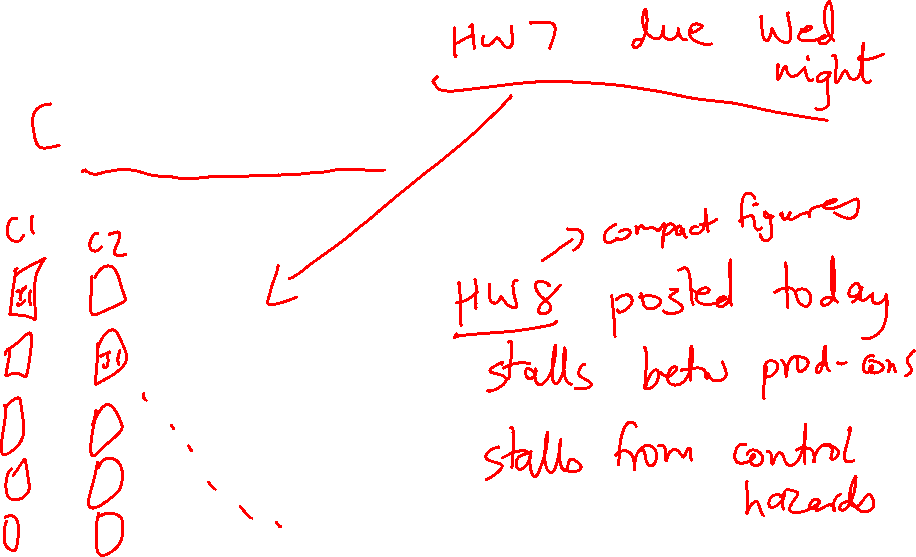 HW7 due Wed
night
C
C1
C2
I1
I1
compact figures
HW8 posted today
stalls betw prod-cons
stalls from control
hazards